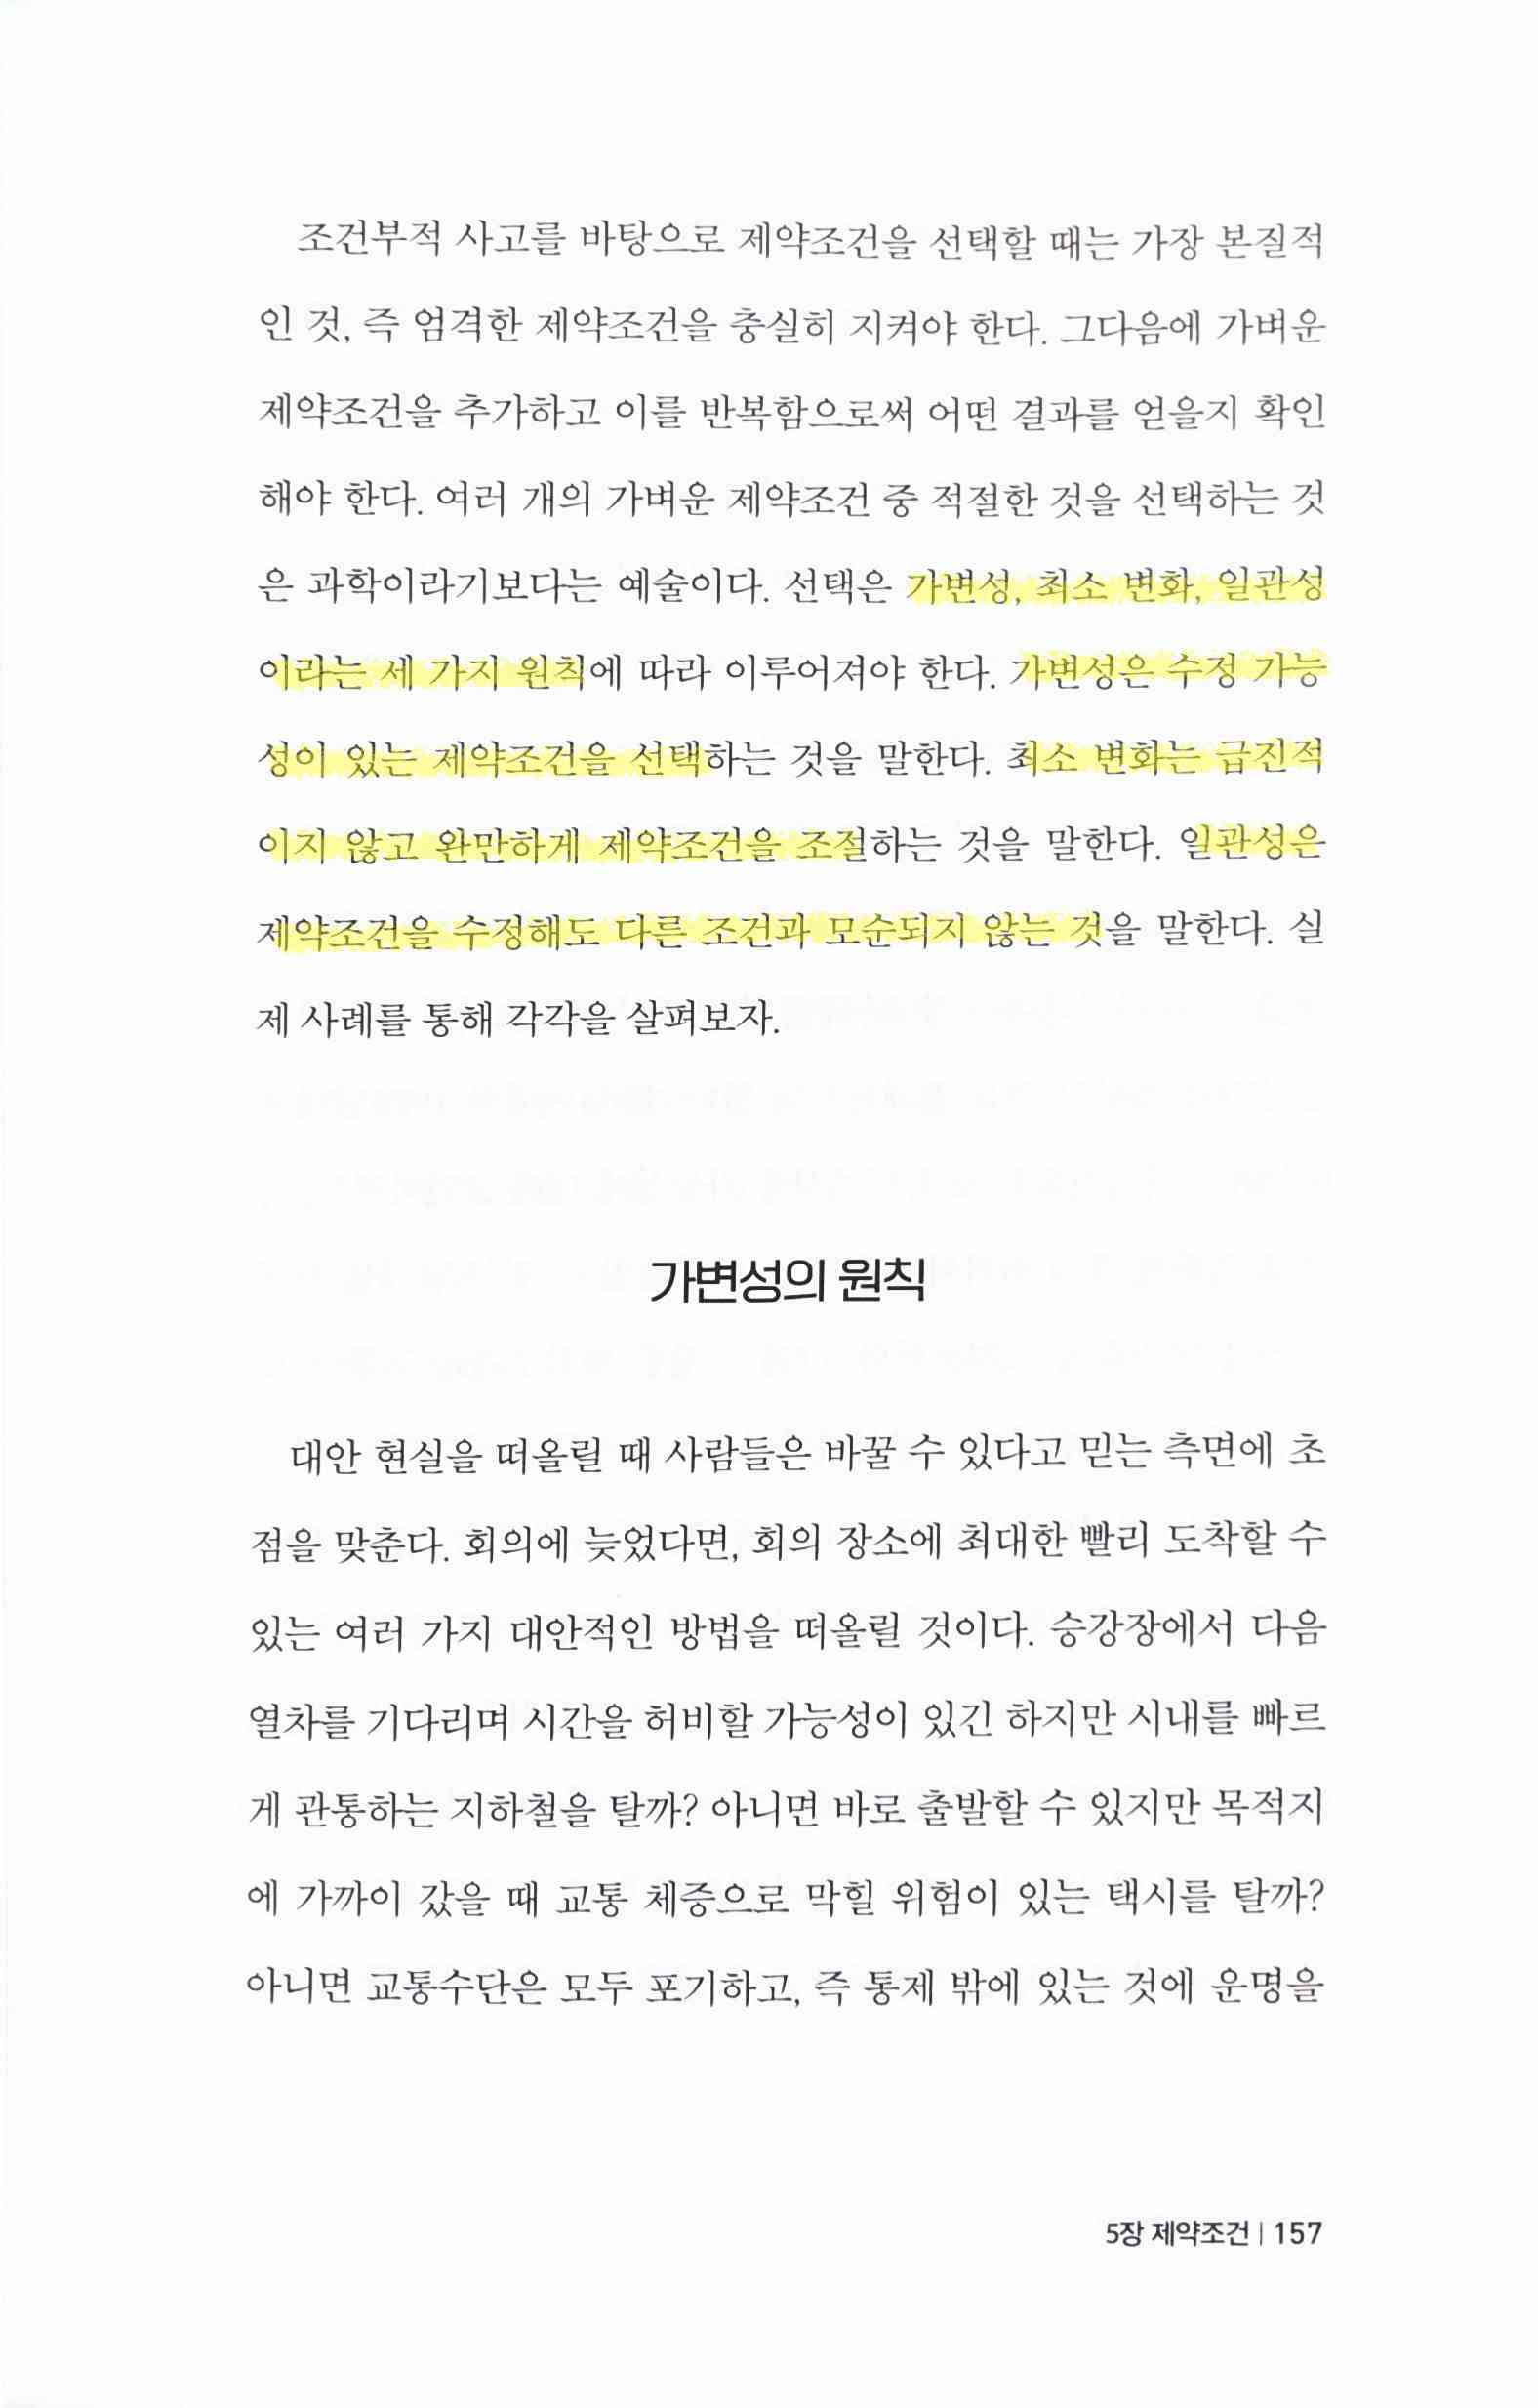 조건부적 사고를 바탕으로 제약조건을 선택할 때는 가장 본질적
인 것, 즉 엄격한 제약조건을 충실히 지켜야 한다. 그다음에 가벼운
제약조건을 추가하고 이를 반복함으로써 어떤 결과를 얻을지 확인
해야 한다. 여러 개의 가벼운 제약조건 중 적절한 것을 선택하는 것
은 과학이라기보다는 예술이다. 선택은 가변성, 최소 변화, 일관성
이라는 세 가지 원칙에 따라 이루어져야 한다. 가변성은 수정 가능
성이 있는 제약조건을 선택하는 것을 말한다. 최소 변화는 급진적
이지 않고 완만하게 제약조건을 조절하는 것을 말한다. 일관성은
제약조건을 수정해도 다른 조건과 모순되지 않는 것을 말한다. 실
제 사례를 통해 각각을 살펴보자.
가변성의 원칙
대안 현실을 떠올릴 때 사람들은 바꿀 수 있다고 믿는 측면에 초
점을 맞춘다. 회의에 늦었다면, 회의 장소에 최대한 빨리 도착할 수
있는 여러 가지 대안적인 방법을 떠올릴 것이다. 승강장에서 다음
열차를 기다리며 시간을 허비할 가능성이 있긴 하지만 시내를 빠르
게 관통하는 지하철을 탈까? 아니면 바로 출발할 수 있지만 목적지
에 가까이 갔을 때 교통 체증으로 막힐 위험이 있는 택시를 탈까?
아니면 교통수단은 모두 포기하고, 즉 통제 밖에 있는 것에 운명을
5장 제약조건 | 157